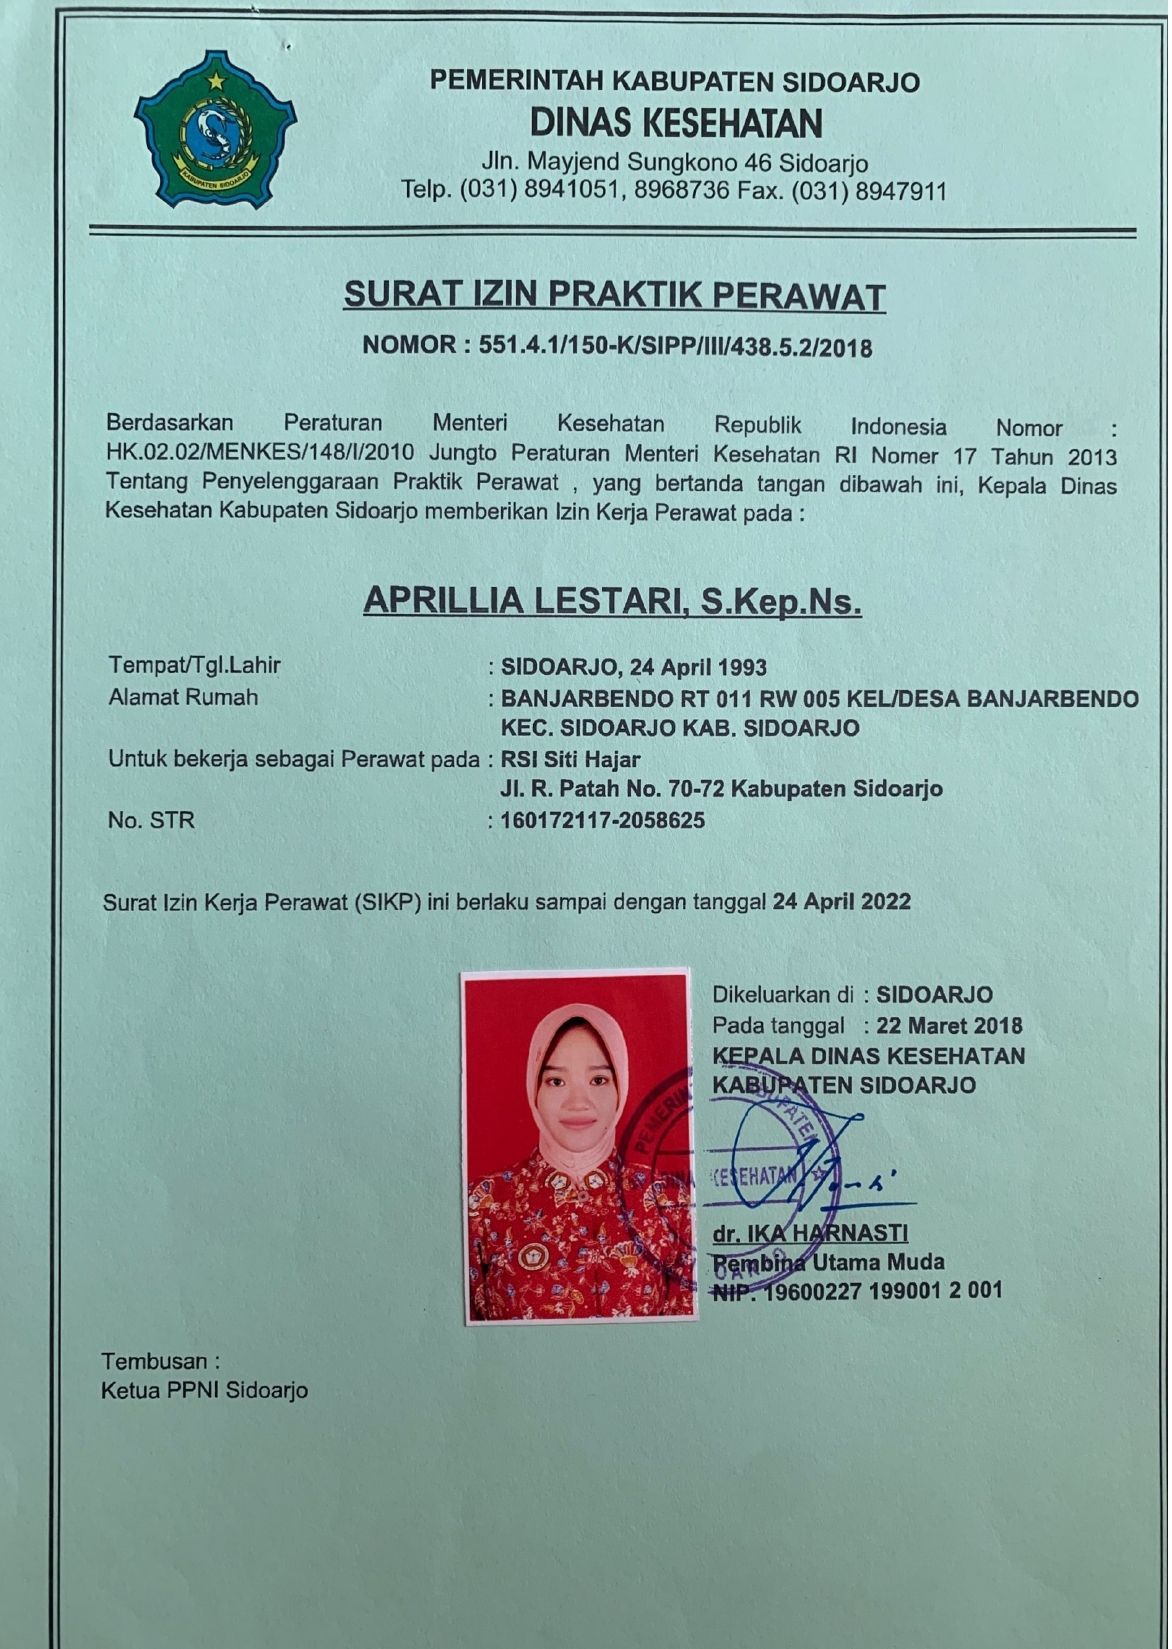 KABUPATEN SIDOARJO
PEMERINTAH KABUPATEN SIDOARJO
DINAS KESEHATAN
Jln. Mayjend Sungkono 46 Sidoarjo
Telp. (031) 8941051, 8968736 Fax. (031) 8947911
SURAT IZIN PRAKTIK PERAWAT
NOMOR : 551.4.1/150-K/SIPP/III/438.5.2/2018
Berdasarkan Peraturan Menteri Kesehatan Republik Indonesia Nomor :
HK.02.02/MENKES/148/I/2010 Jungto Peraturan Menteri Kesehatan RI Nomer 17 Tahun 2013
Tentang Penyelenggaraan Praktik Perawat , yang bertanda tangan dibawah ini, Kepala Dinas
Kesehatan Kabupaten Sidoarjo memberikan Izin Kerja Perawat pada :
APRILLIA LESTARI, S.Kep.Ns.
Tempat/Tgl.Lahir : SIDOARJO, 24 April 1993
Alamat Rumah : BANJARBENDO RT 011 RW 005 KEL/DESA BANJARBENDO
KEC. SIDOARJO KAB. SIDOARJO
Untuk bekerja sebagai Perawat pada : RSI Siti Hajar
Jl. R. Patah No. 70-72 Kabupaten Sidoarjo
No. STR : 160172117-2058625
Surat Izin Kerja Perawat (SIKP) ini berlaku sampai dengan tanggal 24 April 2022
Dikeluarkan di : SIDOARJO
Pada tanggal : 22 Maret 2018
KEPALA DINAS KESEHATAN
KABUPATEN SIDOARJO
KESEHATAN
dr. IKA HARNASTI
Pembina Utama Muda
NIP. 19600227 199001 2 001
Tembusan :
Ketua PPNI Sidoarjo